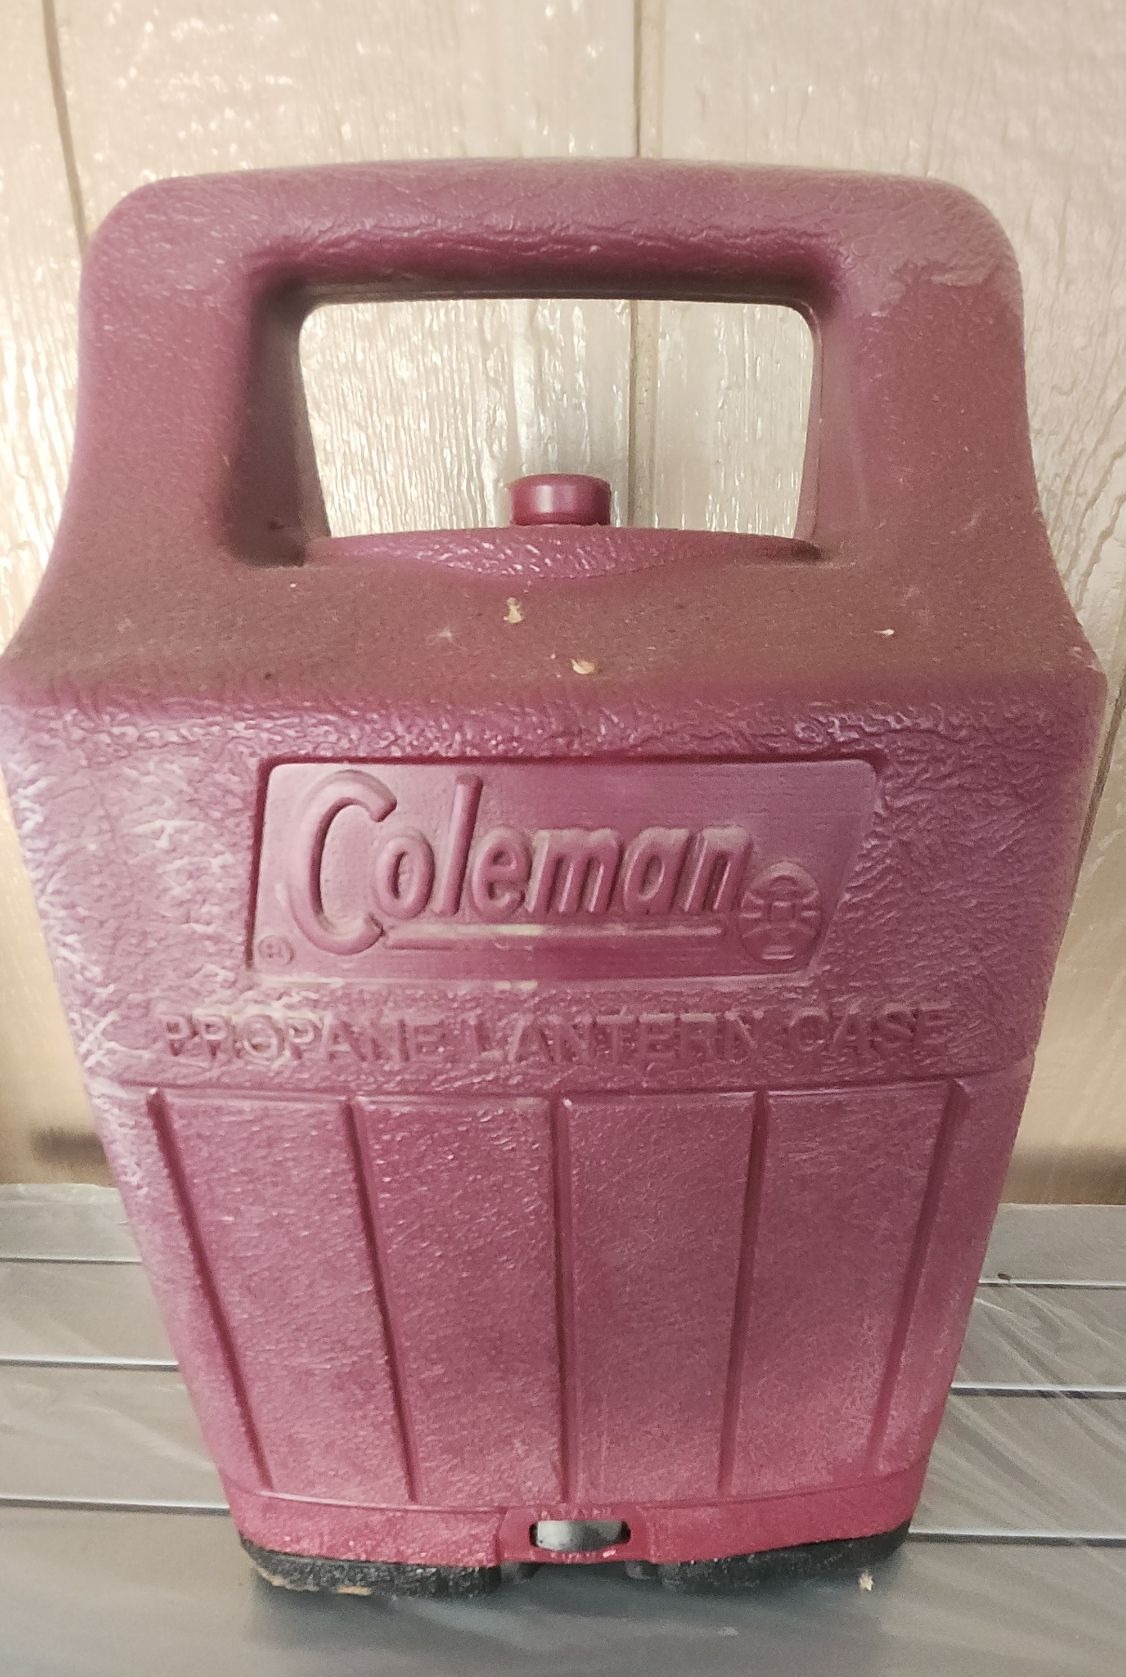 Coleman
®
PROPANE LANTERN CASE